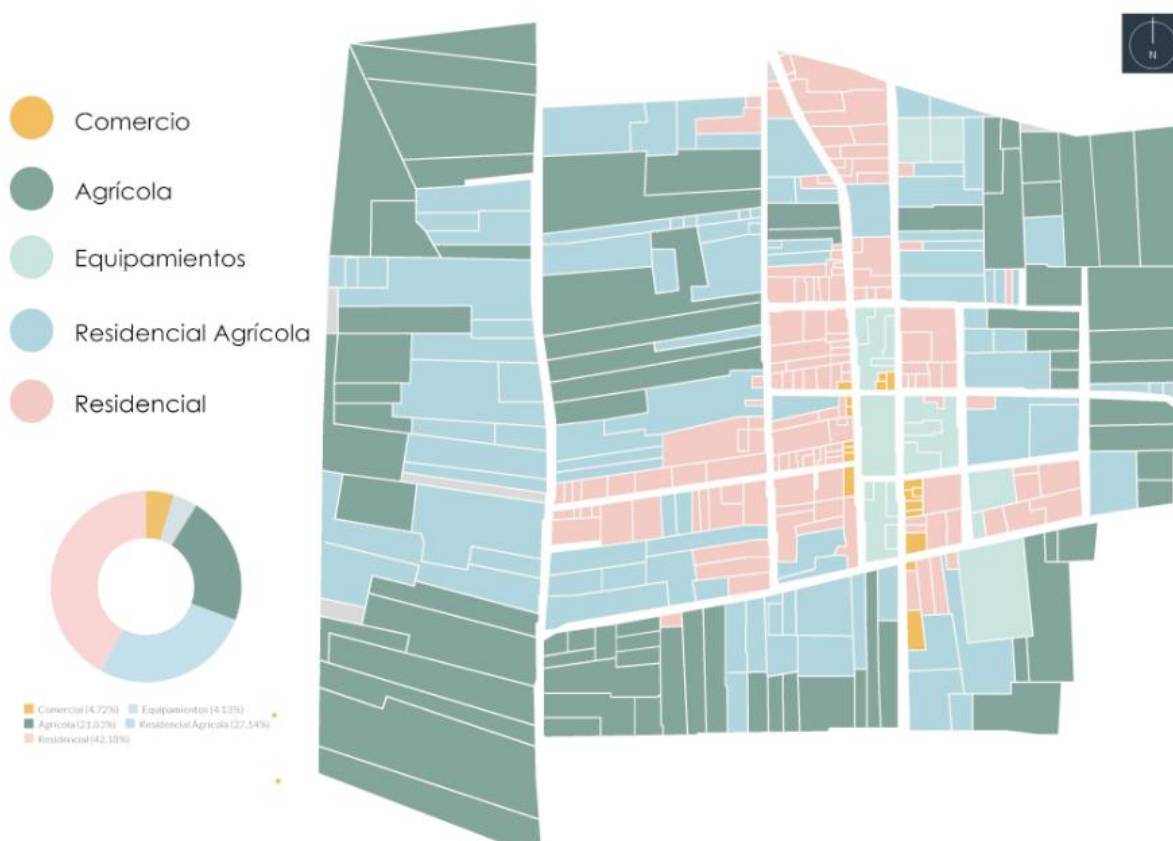 N
Comercio
Agrícola
Equipamientos
Residencial Agrícola
Residencial
Comercial (4.72%) Equipamientos (4.13%)
Agrícola (21.83%) Residencial Agrícola (27.14%)
Residencial (42.18%)